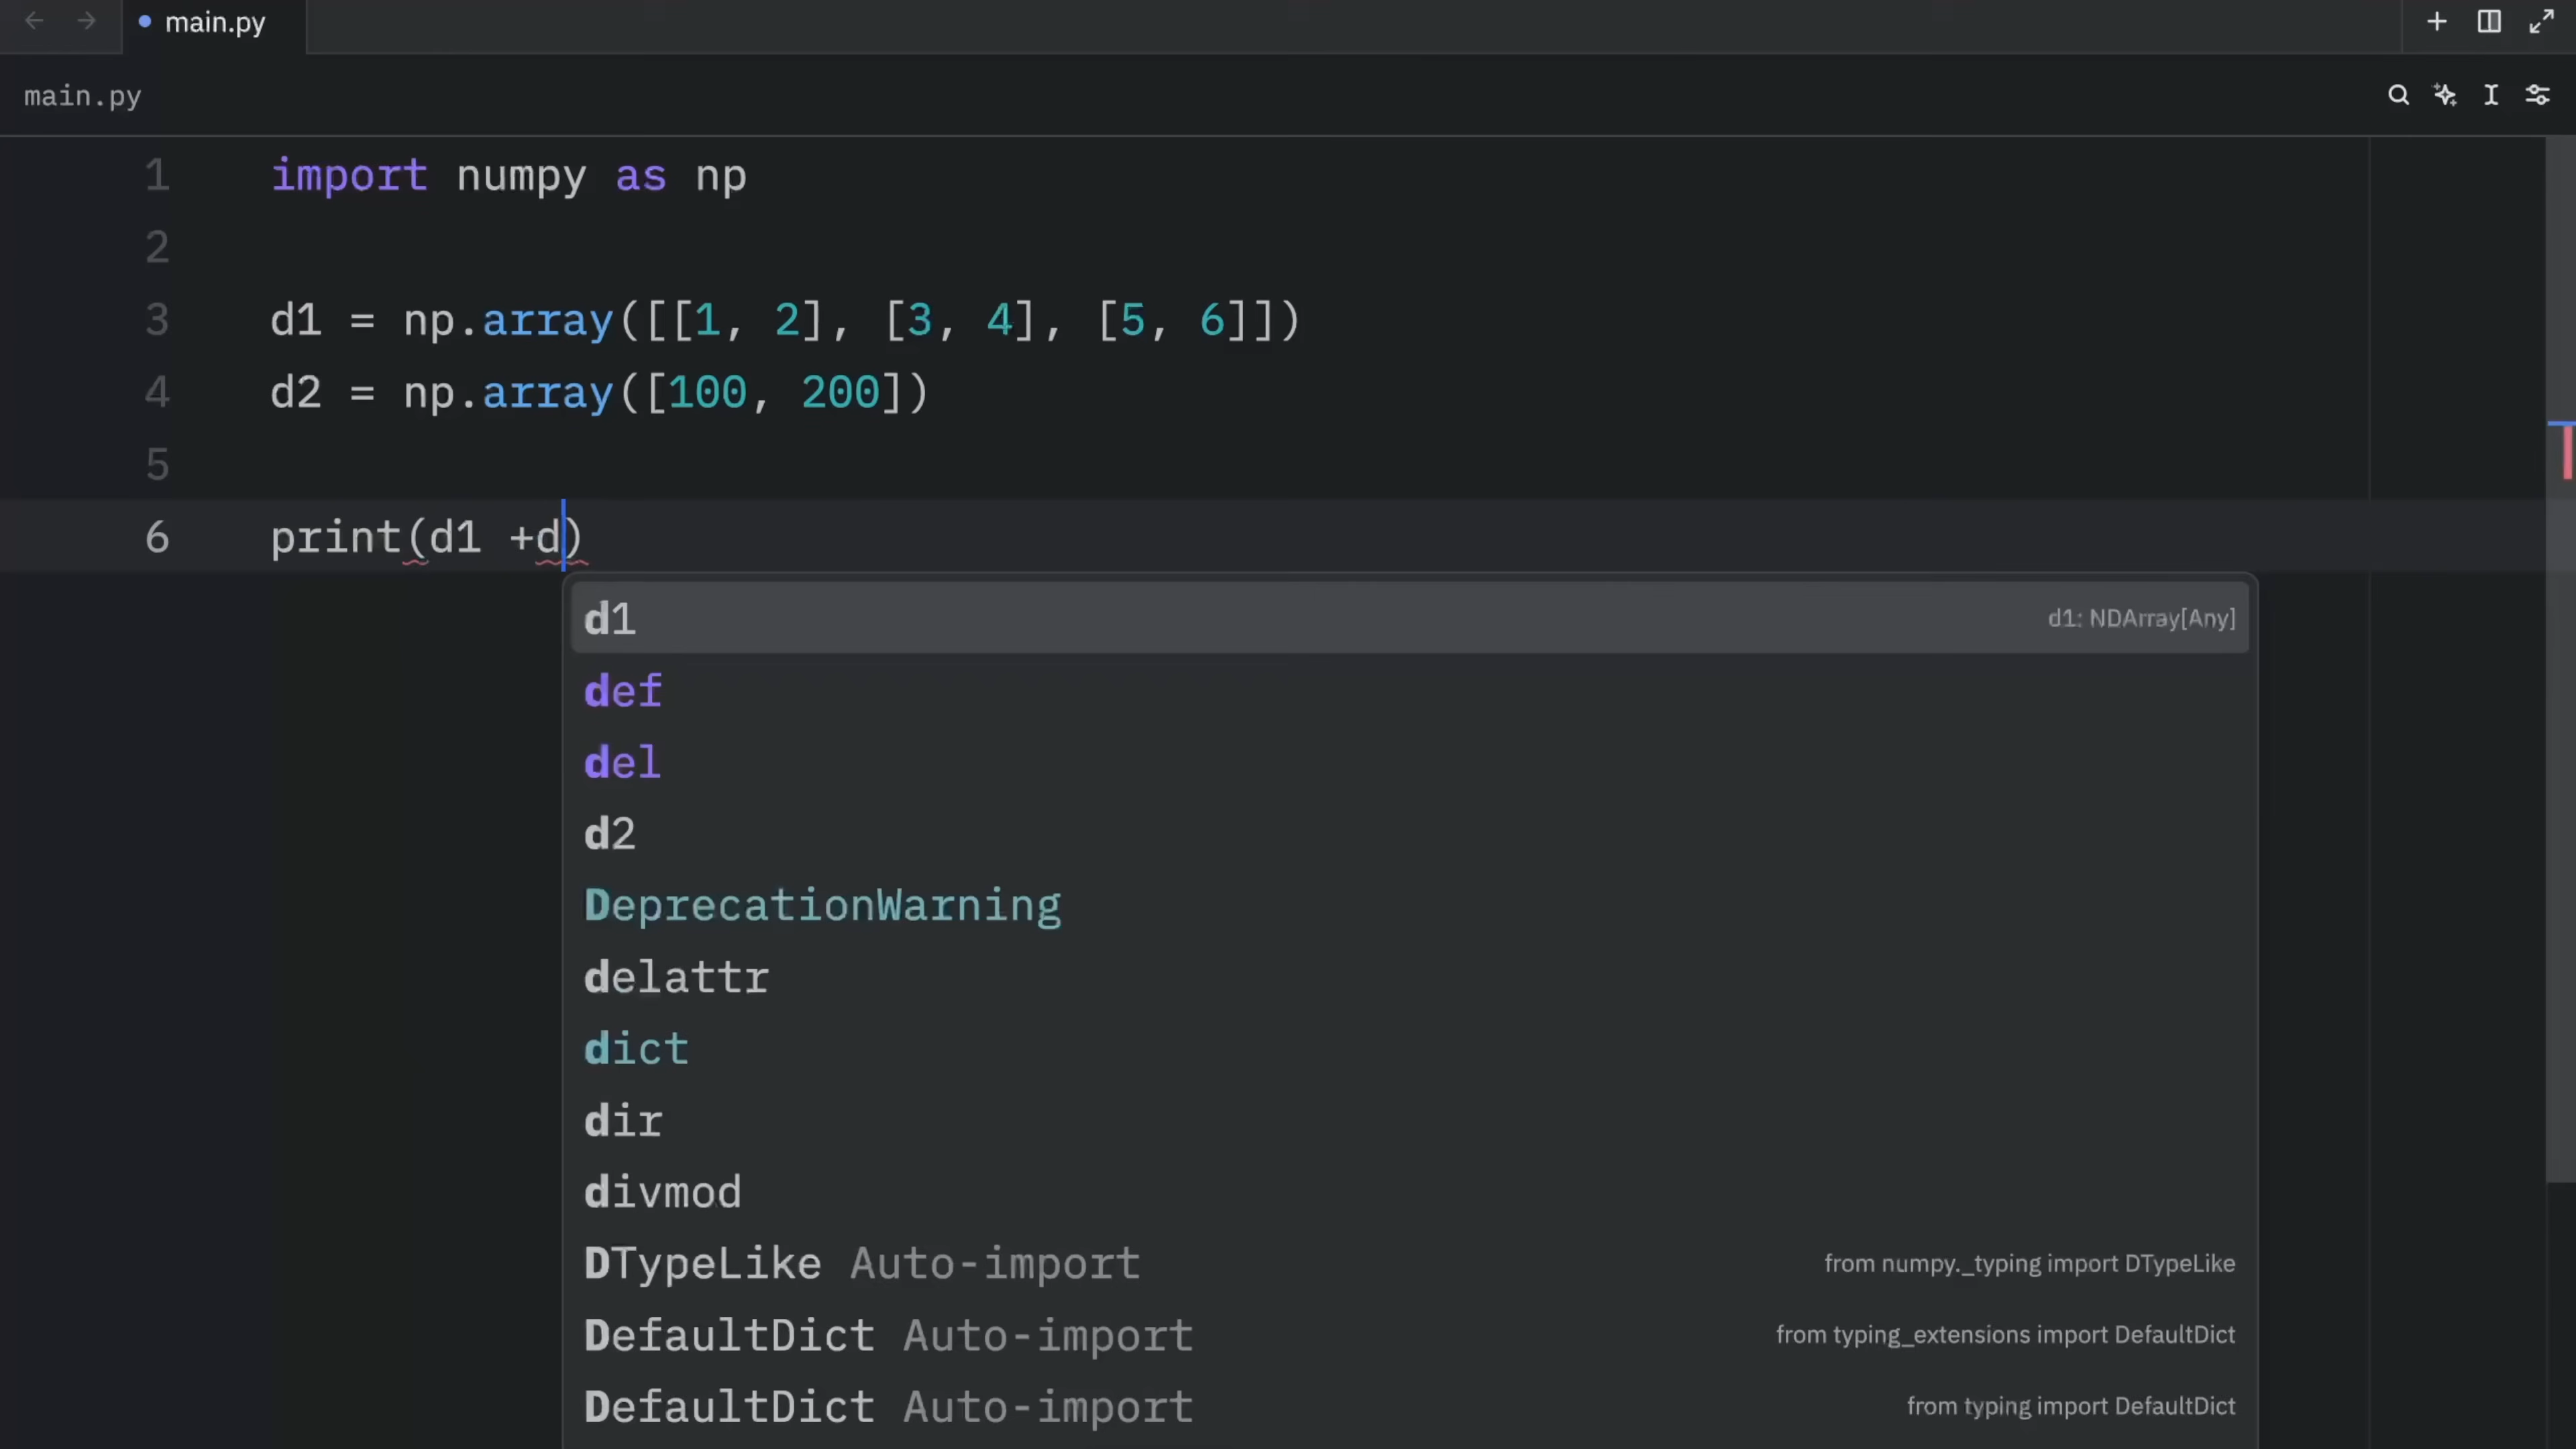 main.py
main.py
1 import numpy as np
2
3 d1 = np.array([[1, 2], [3, 4], [5, 6]])
4 d2 = np.array([100, 200])
5
6 print(d1 +d)
d1 d1: NDArray[Any]
def
del
d2
DeprecationWarning
delattr
dict
dir
divmod
DTypeLike Auto-import from numpy._typing import DTypeLike
DefaultDict Auto-import from typing_extensions import DefaultDict
DefaultDict Auto-import from typing import DefaultDict